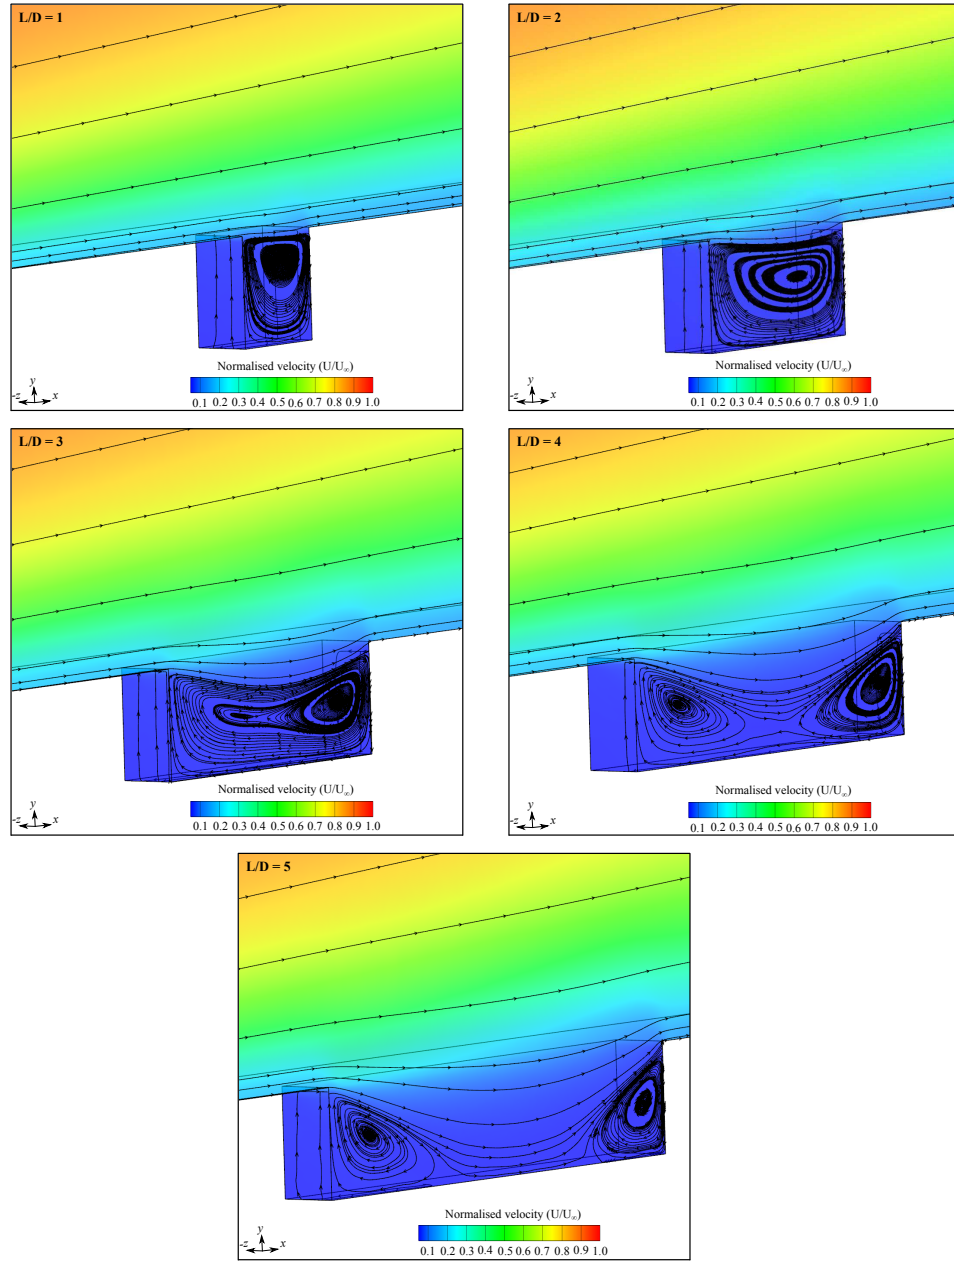 L/D = 1
Normalised velocity (U/U∞)
0.1 0.2 0.3 0.4 0.5 0.6 0.7 0.8 0.9 1.0
y
-z x
L/D = 2
Normalised velocity (U/U∞)
0.1 0.2 0.3 0.4 0.5 0.6 0.7 0.8 0.9 1.0
y
-z x
L/D = 3
Normalised velocity (U/U∞)
0.1 0.2 0.3 0.4 0.5 0.6 0.7 0.8 0.9 1.0
y
-z x
L/D = 4
Normalised velocity (U/U∞)
0.1 0.2 0.3 0.4 0.5 0.6 0.7 0.8 0.9 1.0
y
-z x
L/D = 5
Normalised velocity (U/U∞)
0.1 0.2 0.3 0.4 0.5 0.6 0.7 0.8 0.9 1.0
y
-z x